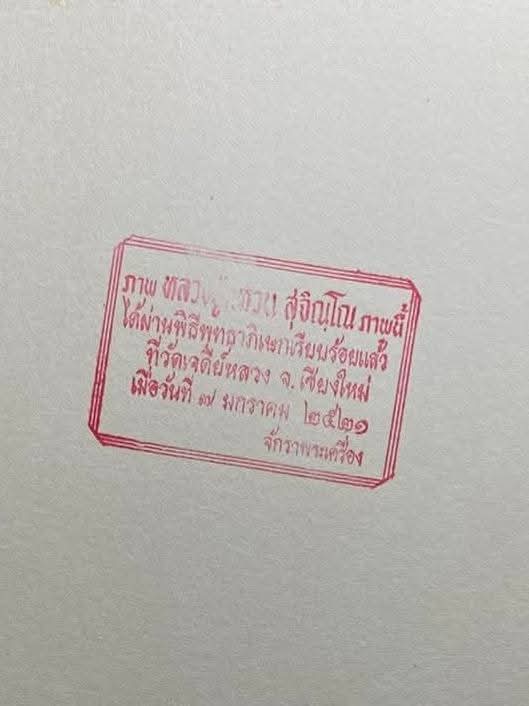 ภาพ หลวงปู่แหวน สุจิณฺโณ ภาพนี้
ได้ผ่านพิธีพุทธาภิเษกเรียบร้อยแล้ว
ที่วัดเจดีย์หลวง จ. เชียงใหม่
เมื่อวันที่ ๗ มกราคม ๒๕๒๑
จักราพระเครื่อง